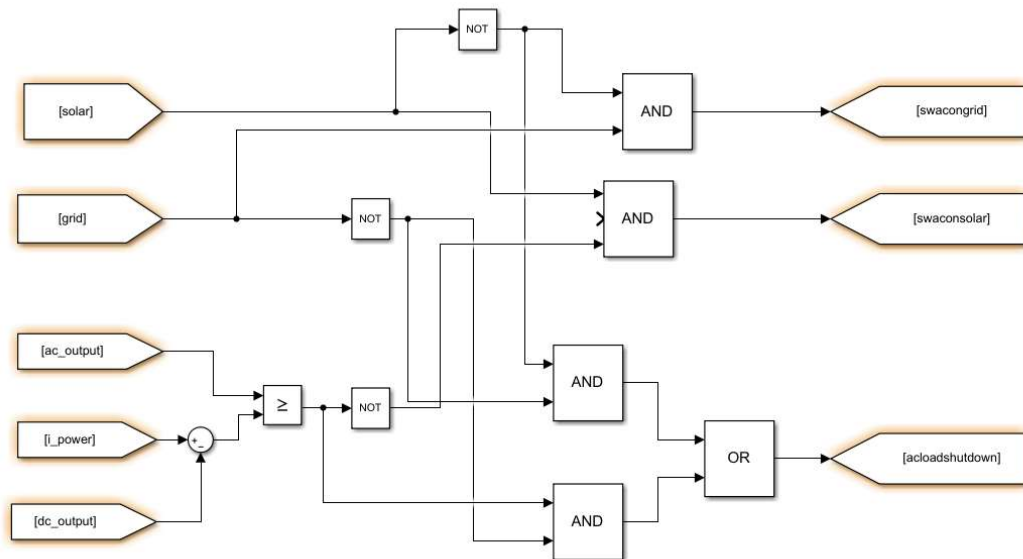 NOT
[solar]
AND
[swacongrid]
[grid]
NOT
AND
[swaconsolar]
[ac_output]
≥
NOT
AND
[i_power]
+
−
OR
[acloadshutdown]
[dc_output]
AND